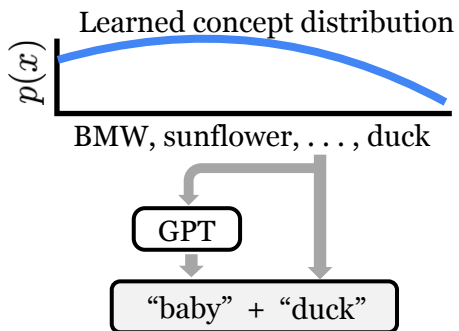 Learned concept distribution
p(x)
BMW, sunflower, . . . , duck
GPT
“baby” + “duck”